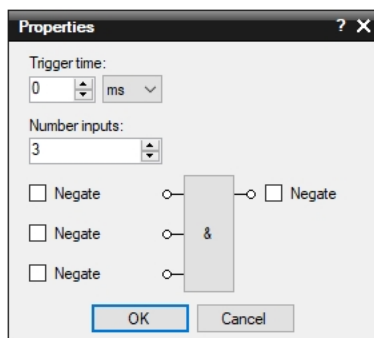 Properties ? X
Trigger time:
0 ms
Number inputs:
3
Negate Negate
Negate &
Negate
OK Cancel